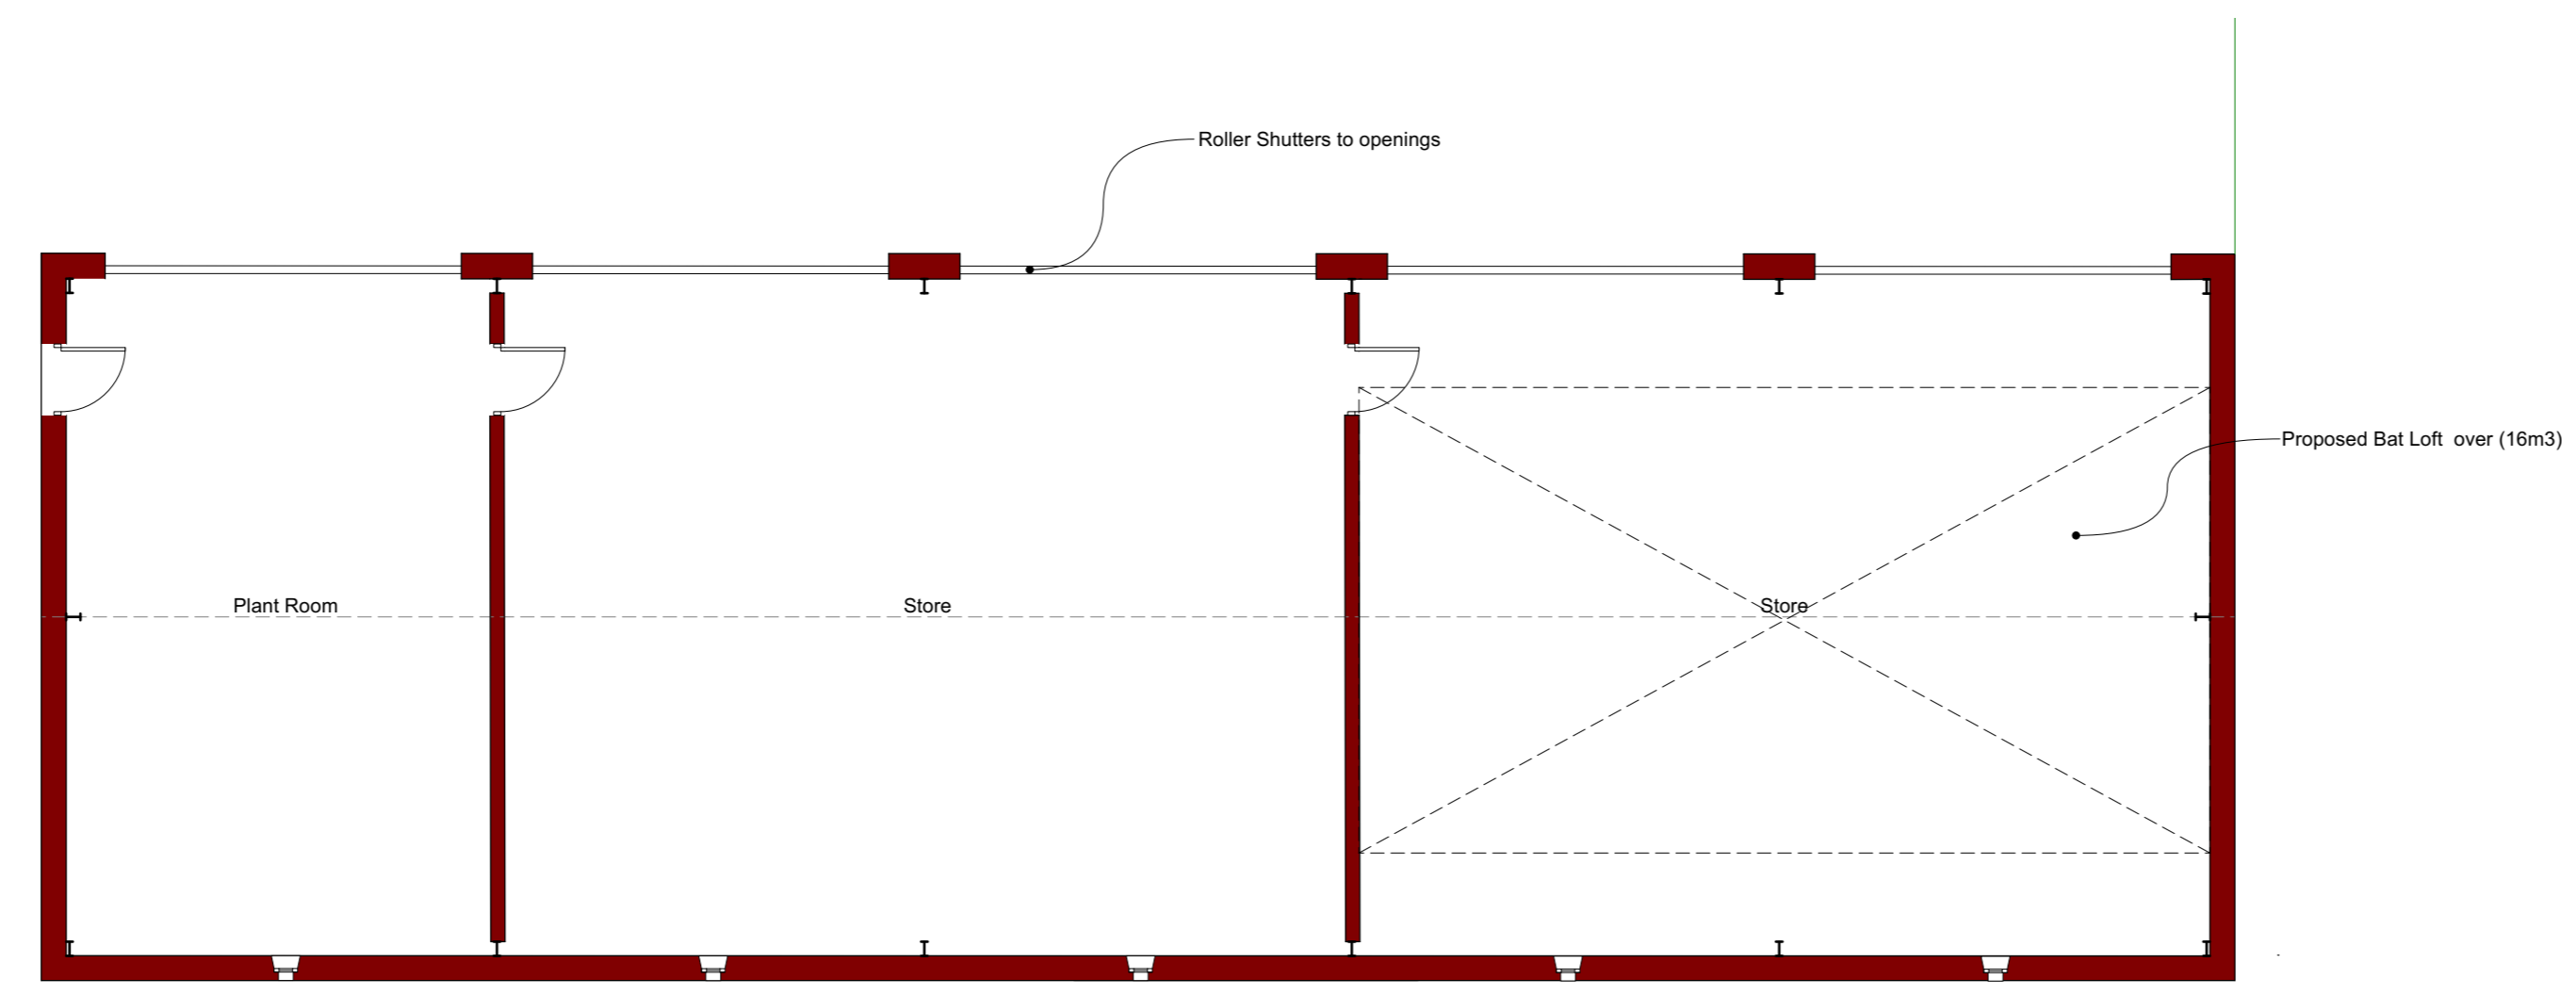 Roller Shutters to openings
Proposed Bat Loft  over (16m3)
Plant Room
Store
Store